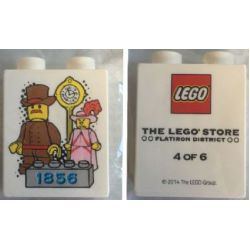 1856
LEGO
THE LEGO® STORE
FLATIRON DISTRICT
4 OF 6
© 2014 The LEGO Group.